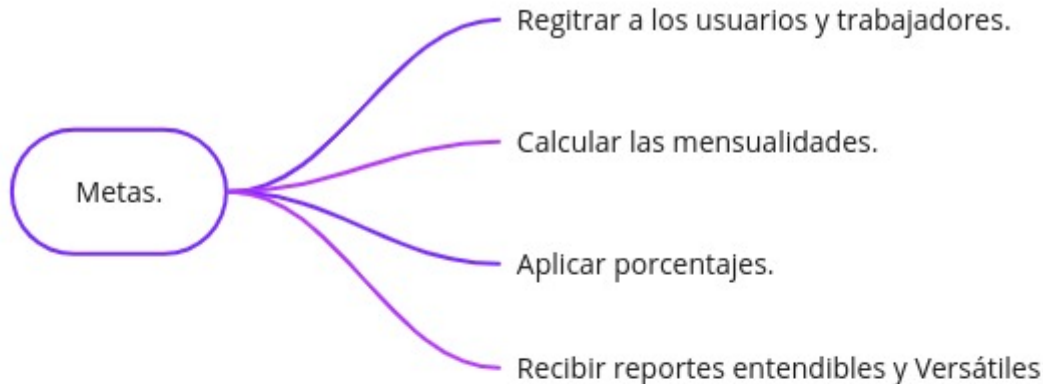 Regitrar a los usuarios y trabajadores.
Calcular las mensualidades.
Metas.
Aplicar porcentajes.
Recibir reportes entendibles y Versátiles